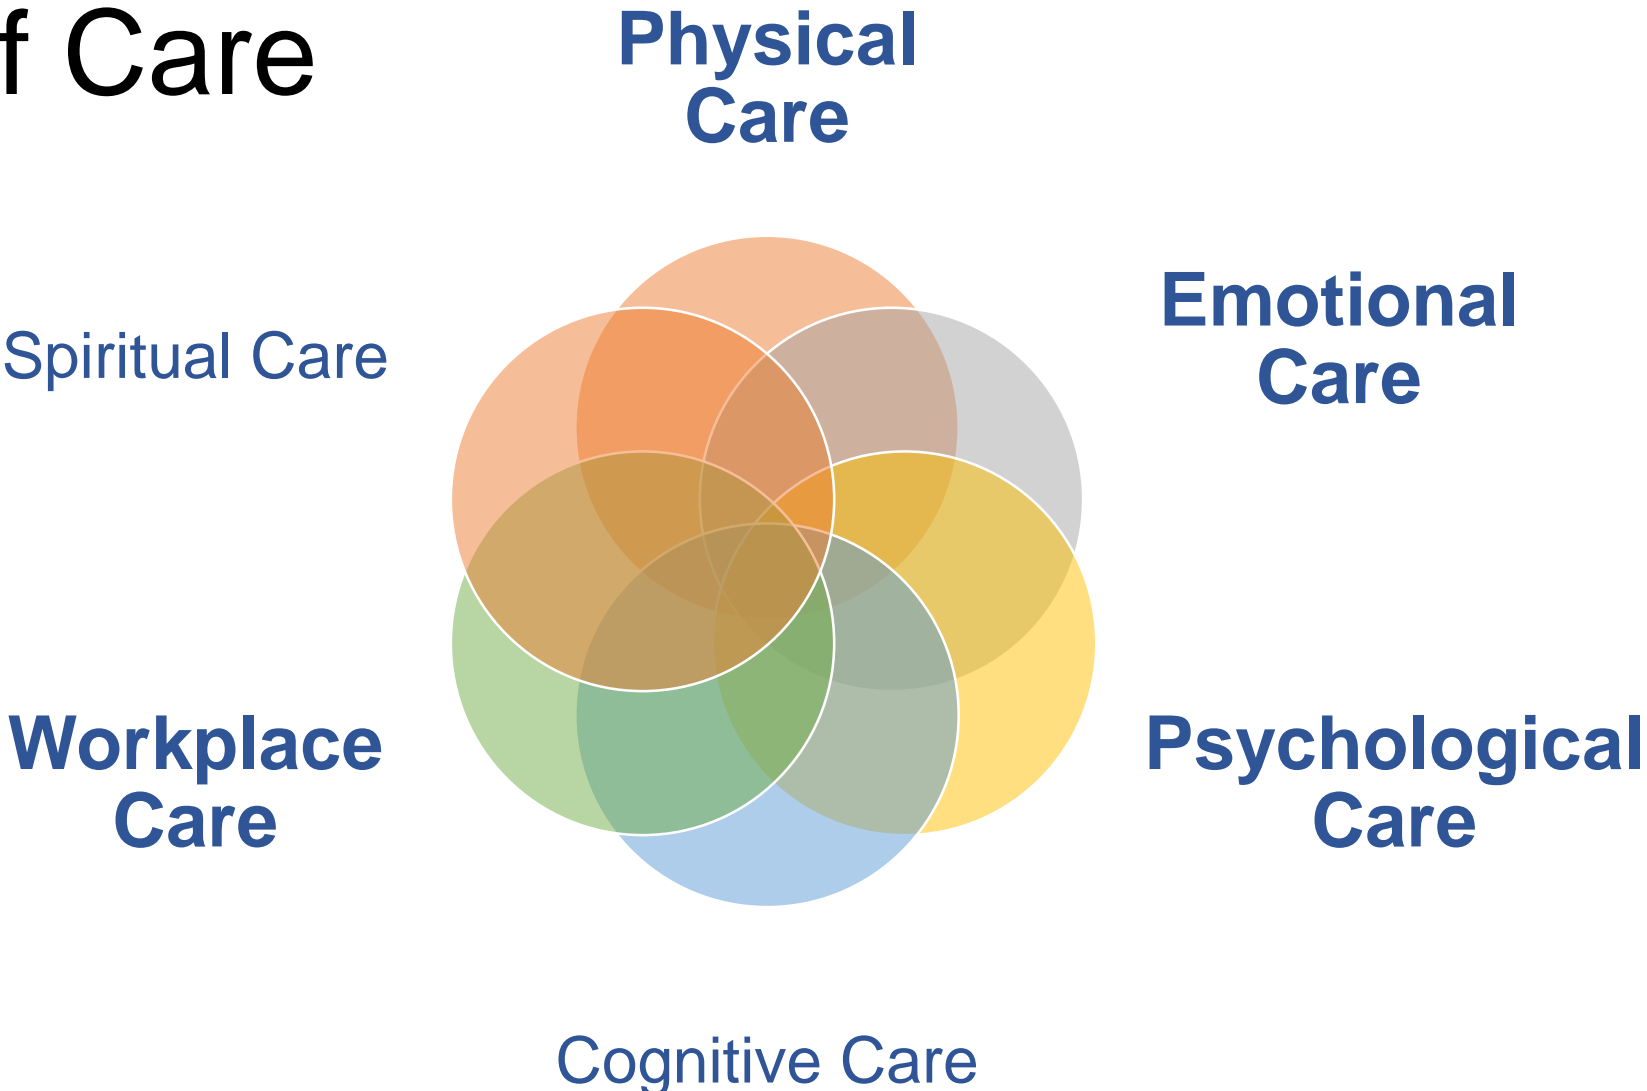 f Care
Physical
Care
Emotional
Care
Psychological
Care
Cognitive Care
Workplace
Care
Spiritual Care